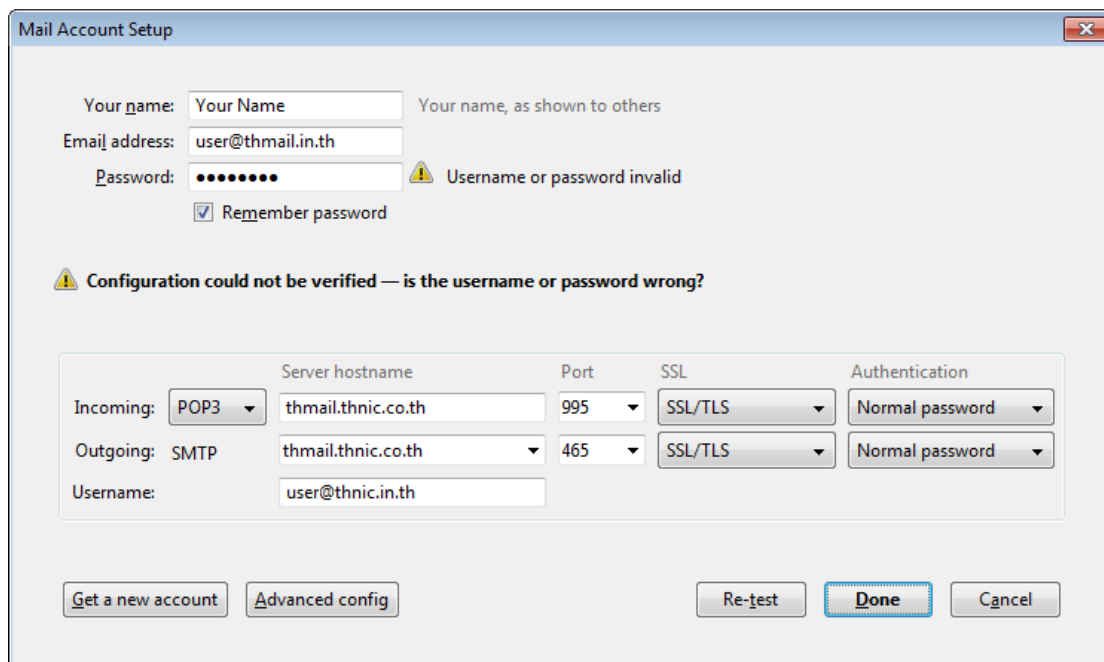 Mail Account Setup
Your name: Your Name Your name, as shown to others
Email address: user@thmail.in.th
Password: •••••••• Username or password invalid
Remember password
Configuration could not be verified — is the username or password wrong?
Server hostname Port SSL Authentication
Incoming: POP3 thmail.thnic.co.th 995 SSL/TLS Normal password
Outgoing: SMTP thmail.thnic.co.th 465 SSL/TLS Normal password
Username: user@thnic.in.th
Get a new account Advanced config Re-test Done Cancel